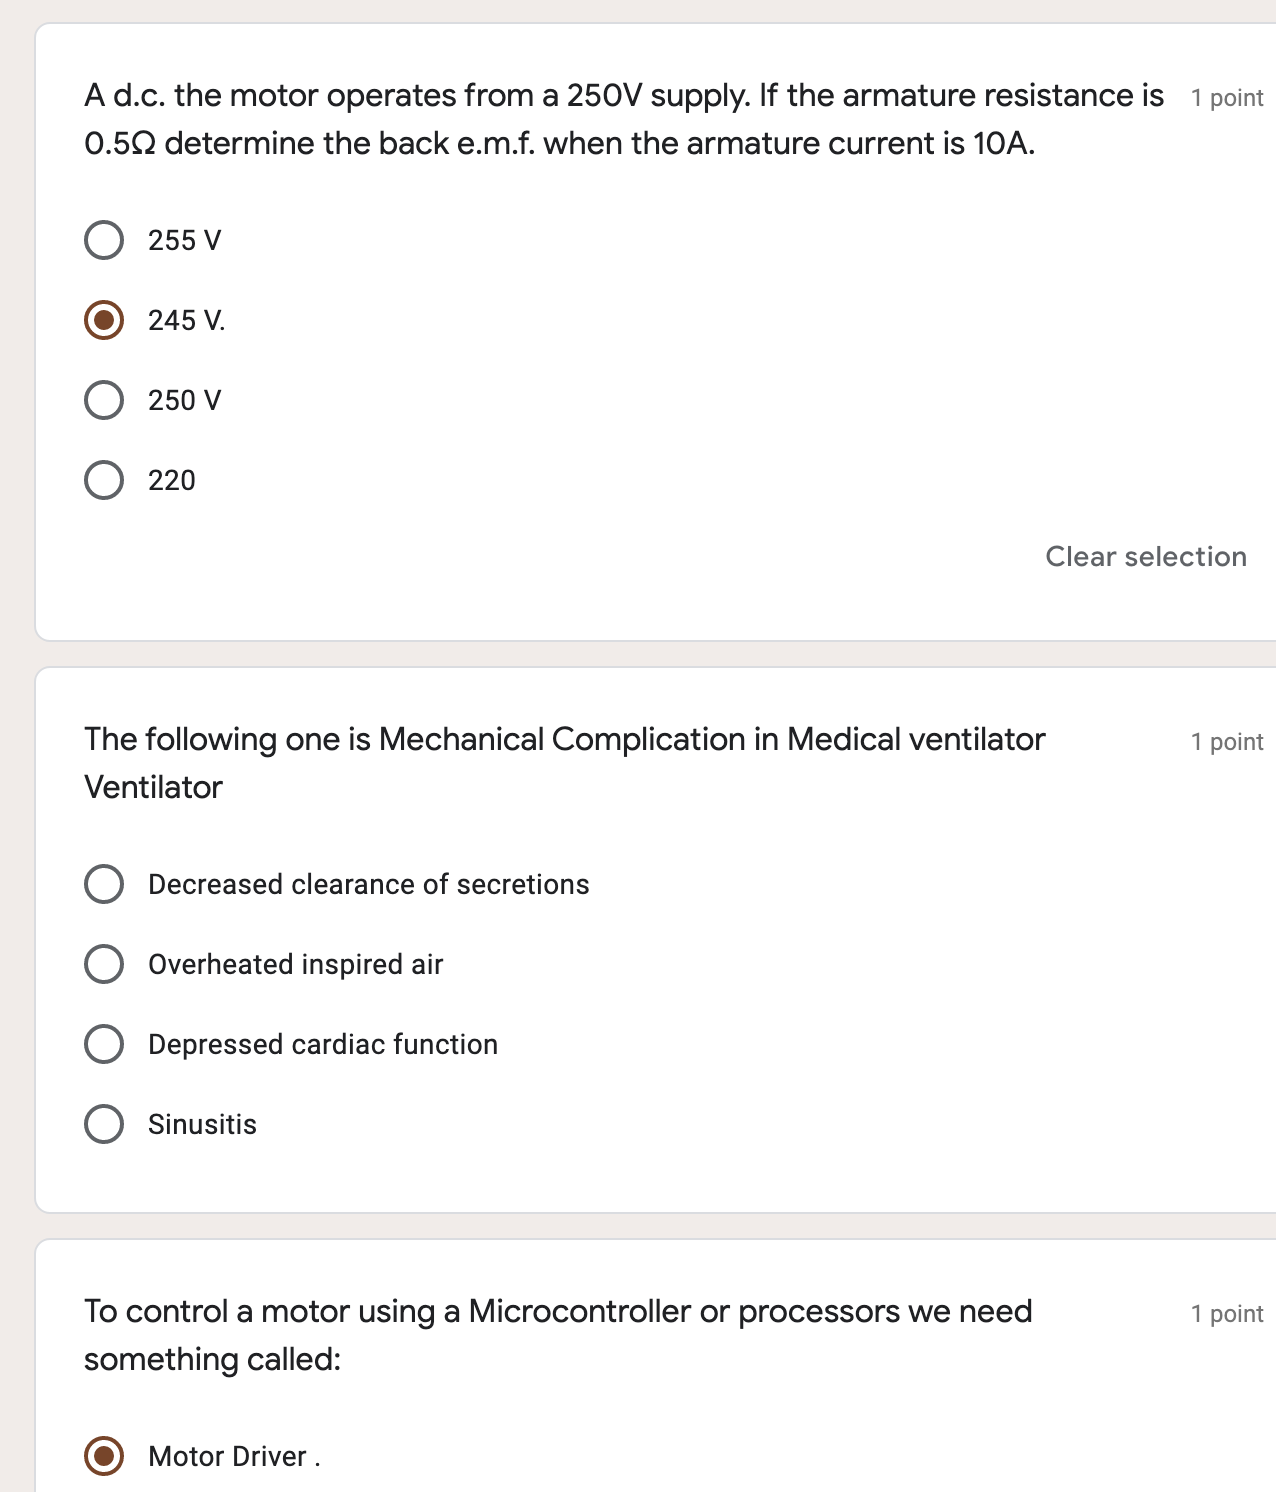 A d.c. the motor operates from a 250V supply. If the armature resistance is
1 point
0.5Ω determine the back e.m.f. when the armature current is 10A.
255 V
245 V.
250 V
220
Clear selection
The following one is Mechanical Complication in Medical ventilator
1 point
Ventilator
Decreased clearance of secretions
Overheated inspired air
Depressed cardiac function
Sinusitis
To control a motor using a Microcontroller or processors we need
1 point
something called:
Motor Driver .